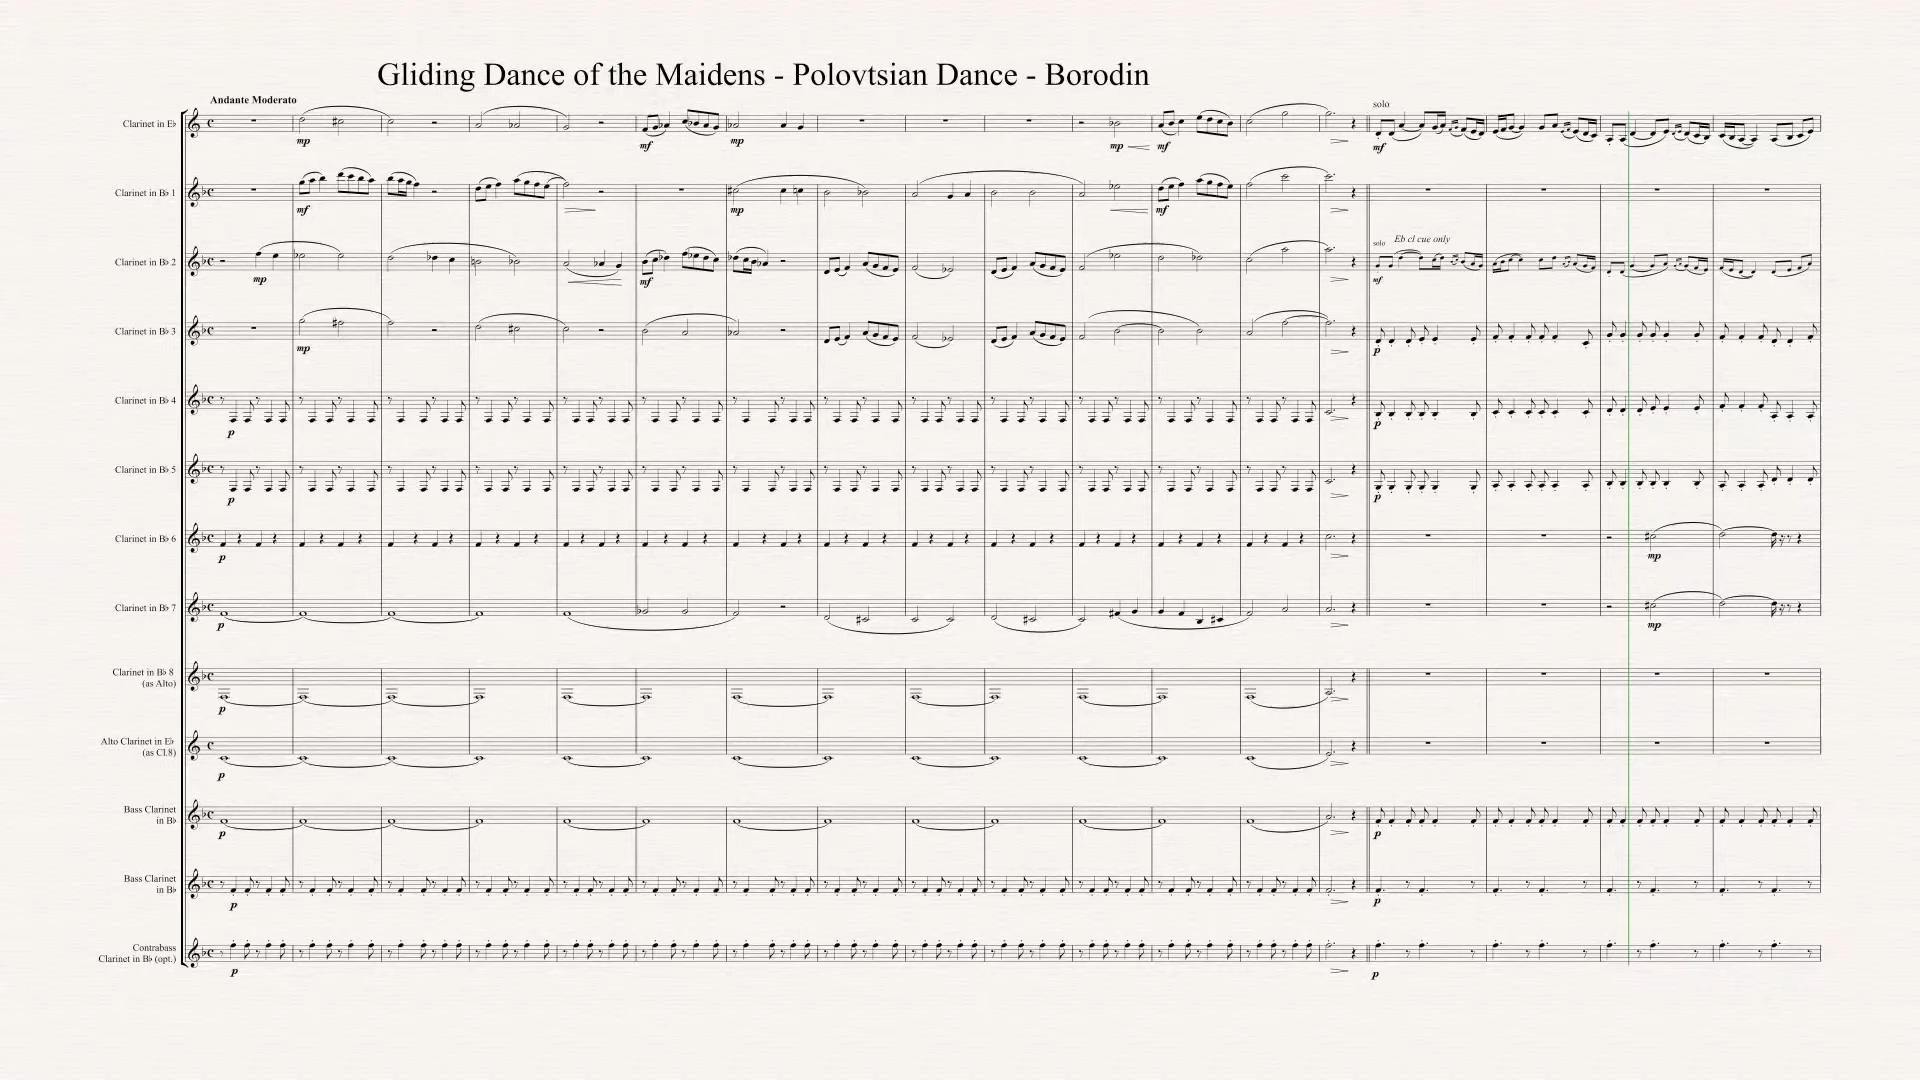 Gliding Dance of the Maidens - Polovtsian Dance - Borodin
Andante Moderato
solo
Clarinet in E♭
mp
mf
mp
mp
mf
mf
Clarinet in B♭ 1
mf
mp
mf
solo
Eb cl cue only
Clarinet in B♭ 2
mp
mf
mf
Clarinet in B♭ 3
mp
p
Clarinet in B♭ 4
p
p
Clarinet in B♭ 5
p
p
Clarinet in B♭ 6
p
mp
Clarinet in B♭ 7
p
mp
Clarinet in B♭ 8
(as Alto)
p
Alto Clarinet in E♭
(as Cl.8)
p
Bass Clarinet
in B♭
p
p
Bass Clarinet
in B♭
p
p
Contrabass
Clarinet in B♭ (opt.)
p
p